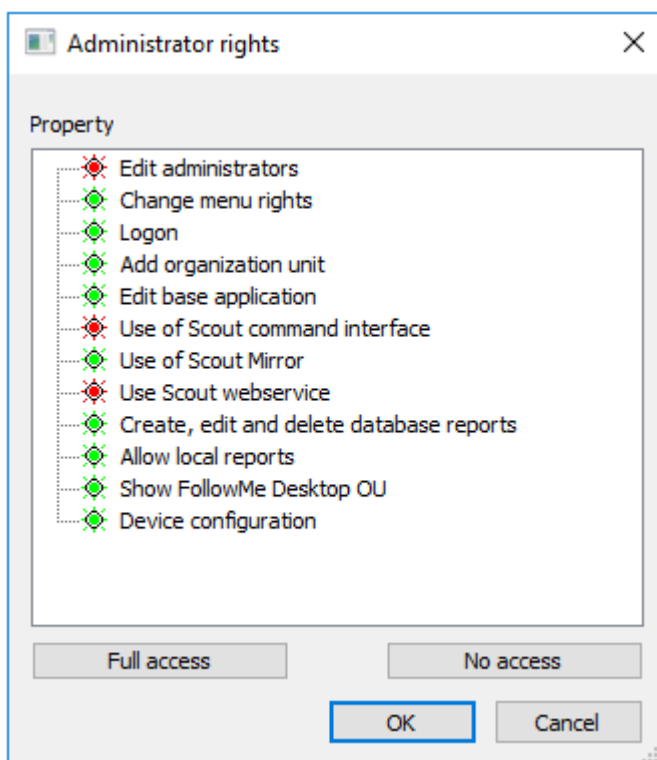 Administrator rights
Property
Edit administrators
Change menu rights
Logon
Add organization unit
Edit base application
Use of Scout command interface
Use of Scout Mirror
Use Scout webservice
Create, edit and delete database reports
Allow local reports
Show FollowMe Desktop OU
Device configuration
Full access
No access
OK
Cancel